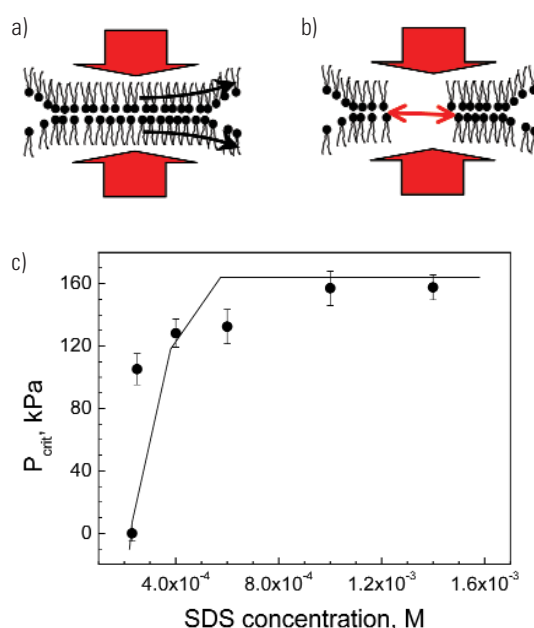 a)
b)
c)
160
120
80
40
0
P_crit, kPa
4.0x10⁻⁴
8.0x10⁻⁴
1.2x10⁻³
1.6x10⁻³
SDS concentration, M